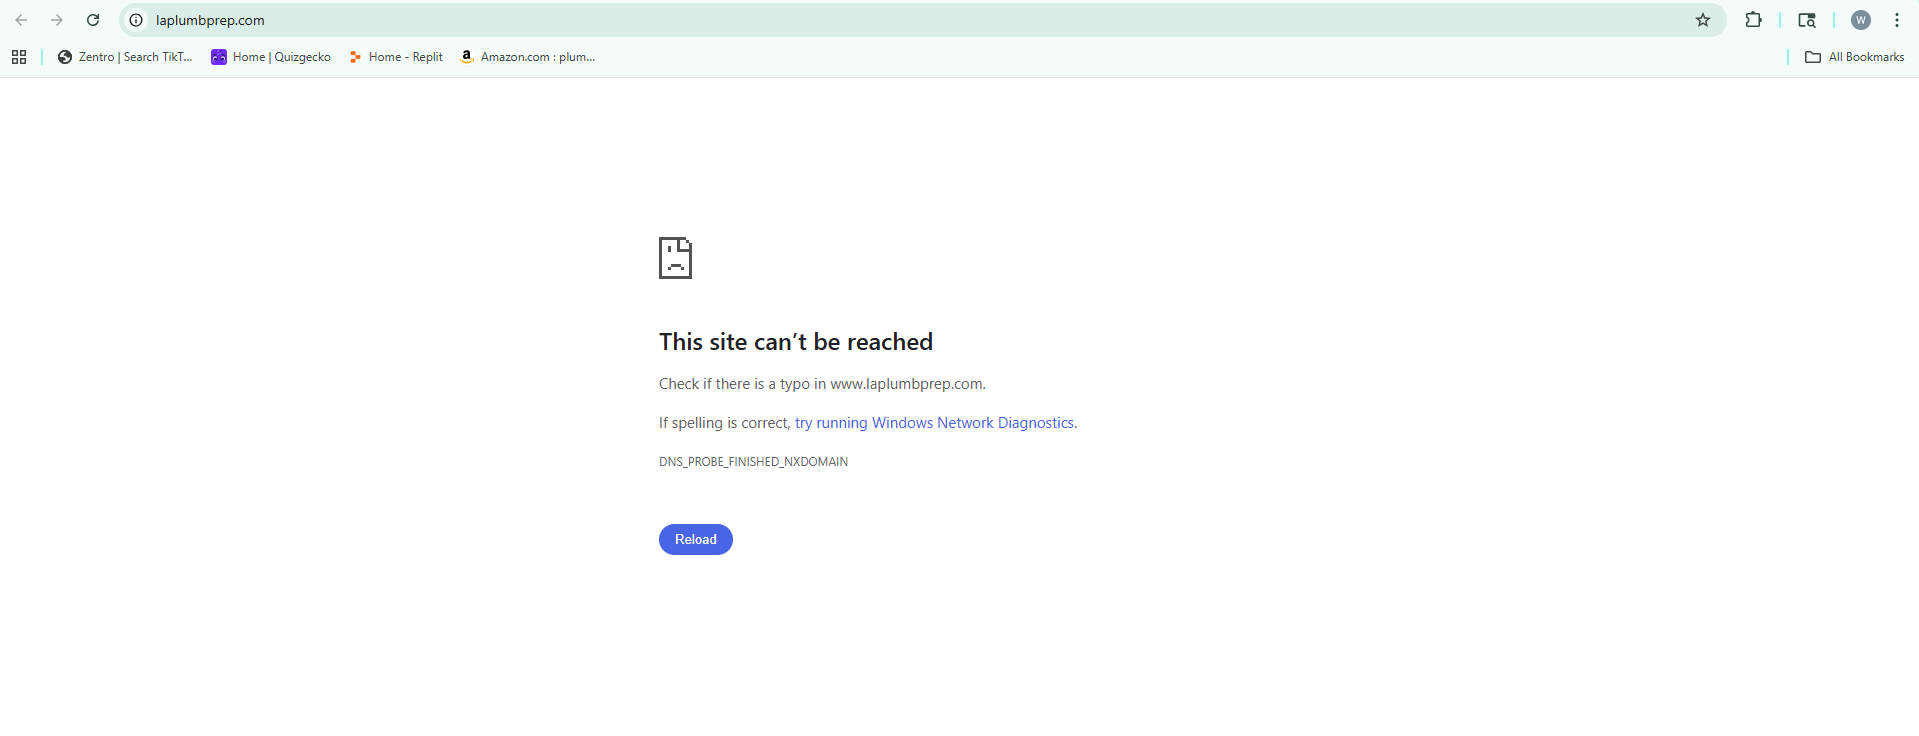 laplumbprep.com
W
Zentro | Search TikT...
Home | Quizgecko
Home - Replit
Amazon.com : plum...
All Bookmarks
This site can’t be reached
Check if there is a typo in www.laplumbprep.com.
If spelling is correct, try running Windows Network Diagnostics.
DNS_PROBE_FINISHED_NXDOMAIN
Reload